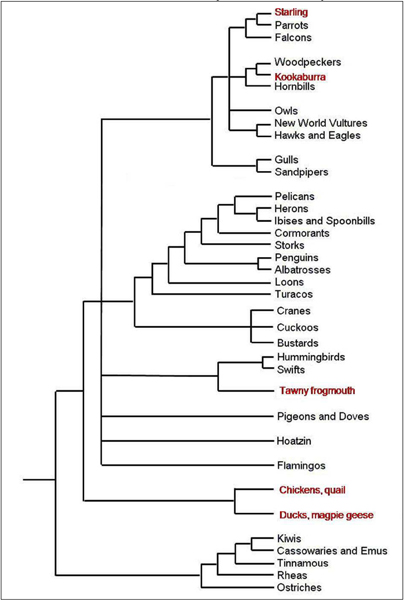 Starling
Parrots
Falcons
Woodpeckers
Kookaburra
Hornbills
Owls
New World Vultures
Hawks and Eagles
Gulls
Sandpipers
Pelicans
Herons
Ibises and Spoonbills
Cormorants
Storks
Penguins
Albatrosses
Loons
Turacos
Cranes
Cuckoos
Bustards
Hummingbirds
Swifts
Tawny frogmouth
Pigeons and Doves
Hoatzin
Flamingos
Chickens, quail
Ducks, magpie geese
Kiwis
Cassowaries and Emus
Tinnamous
Rheas
Ostriches